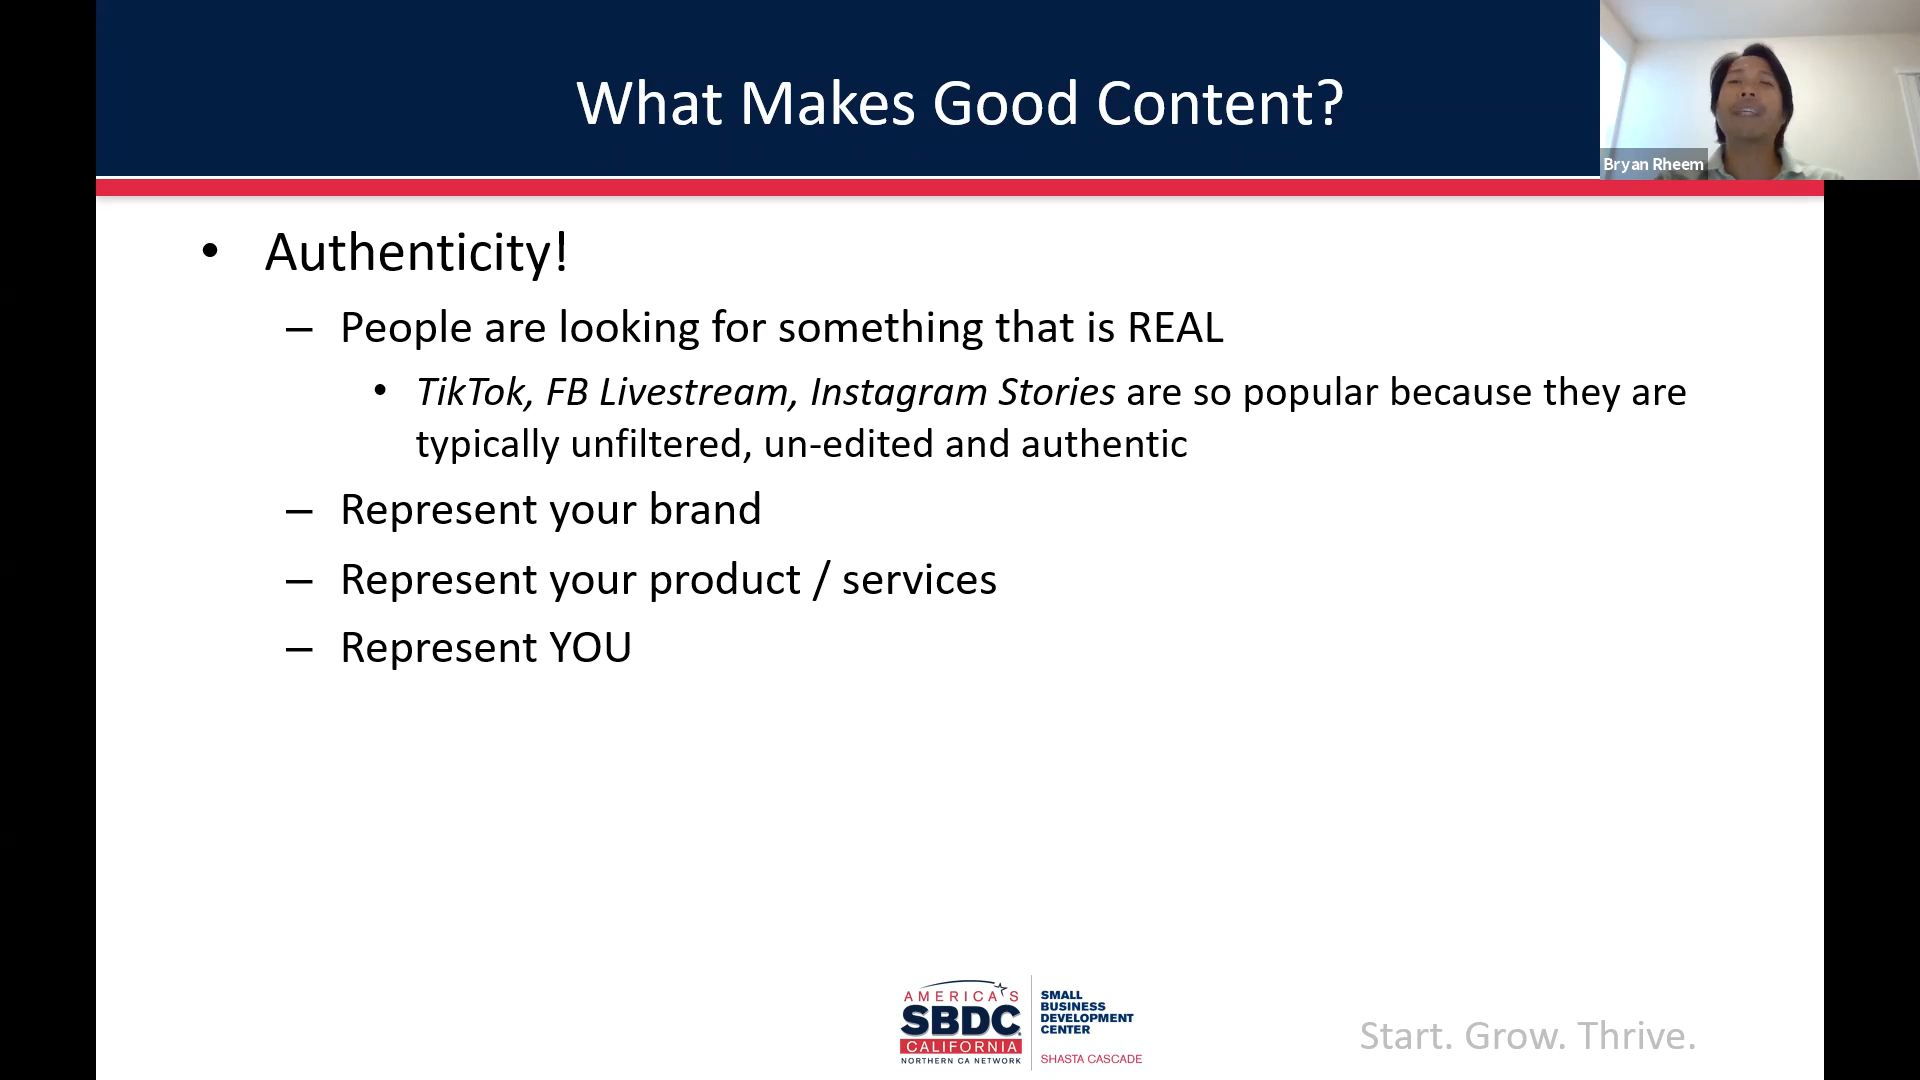 What Makes Good Content?
Bryan Rheem
• Authenticity!
– People are looking for something that is REAL
• TikTok, FB Livestream, Instagram Stories are so popular because they are
typically unfiltered, un-edited and authentic
– Represent your brand
– Represent your product / services
– Represent YOU
AMERICA'S
SBDC
CALIFORNIA
NORTHERN CA NETWORK
SMALL
BUSINESS
DEVELOPMENT
CENTER
SHASTA CASCADE
Start. Grow. Thrive.